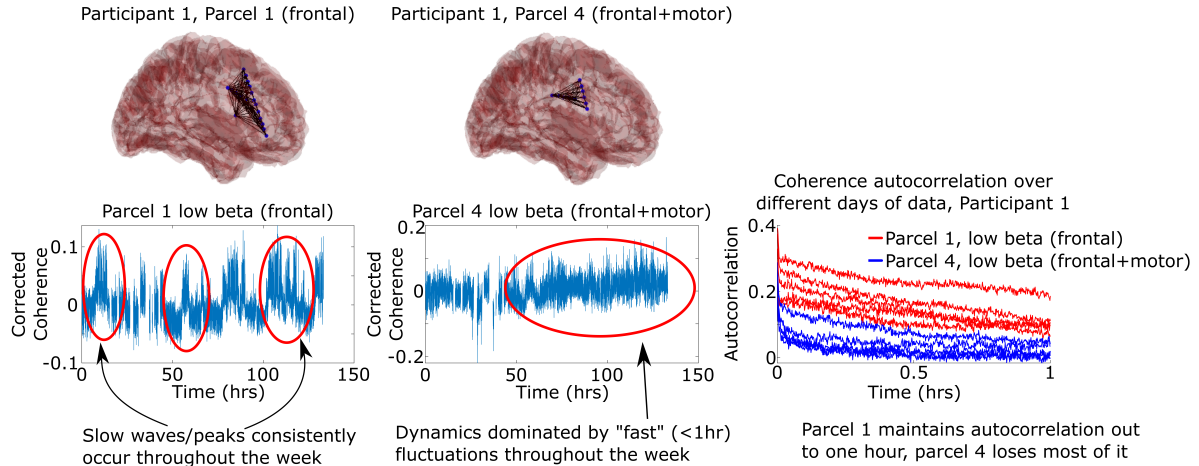 Participant 1, Parcel 1 (frontal)
Participant 1, Parcel 4 (frontal+motor)
Parcel 1 low beta (frontal)
Corrected
Coherence
0.1
0
-0.1
0
50
100
150
Time (hrs)
Slow waves/peaks consistently
occur throughout the week
Parcel 4 low beta (frontal+motor)
Corrected
Coherence
0.2
0
-0.2
0
50
100
150
Time (hrs)
Dynamics dominated by "fast" (<1hr)
fluctuations throughout the week
Coherence autocorrelation over
different days of data, Participant 1
Autocorrelation
0.4
0.2
0
Parcel 1, low beta (frontal)
Parcel 4, low beta (frontal+motor)
0
0.5
1
Time (hrs)
Parcel 1 maintains autocorrelation out
to one hour, parcel 4 loses most of it